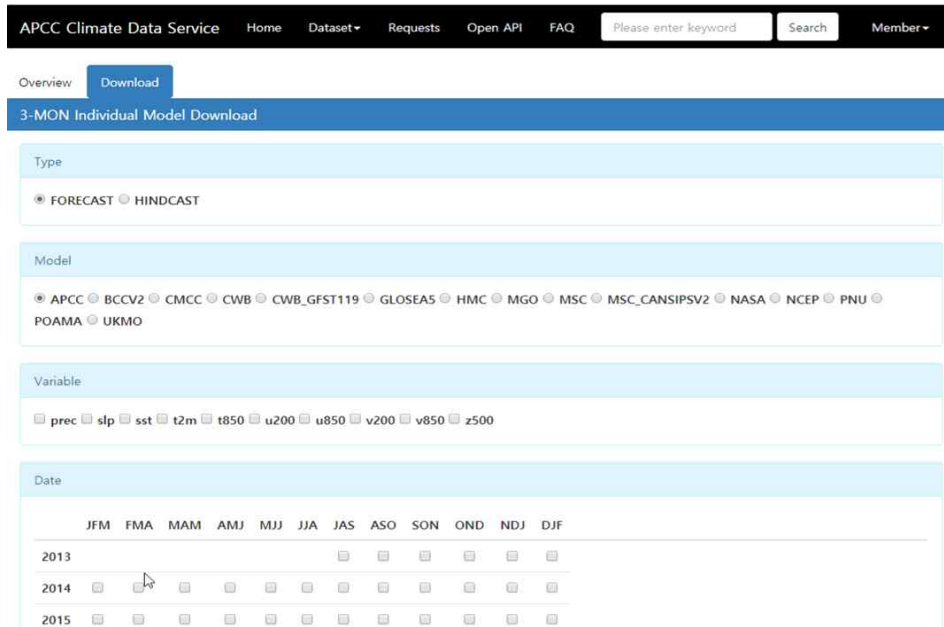 APCC Climate Data Service Home Dataset Requests Open API FAQ Please enter keyword Search Member
Overview Download
3-MON Individual Model Download
Type
FORECAST HINDCAST
Model
APCC BCCV2 CMCC CWB CWB_GFST119 GLOSEA5 HMC MGO MSC MSC_CANSIPSV2 NASA NCEP PNU
POAMA UKMO
Variable
prec slp sst t2m t850 u200 u850 v200 v850 z500
Date
JFM FMA MAM AMJ MJJ JJA JAS ASO SON OND NDJ DJF
2013
2014
2015